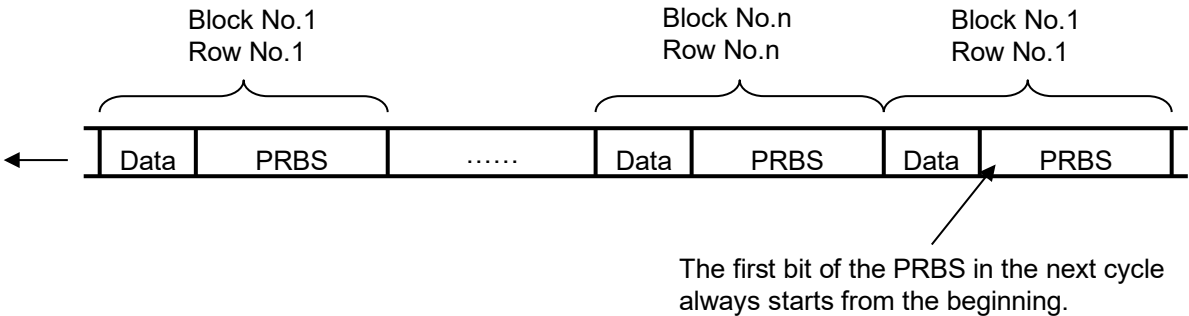 Block No.1
Row No.1
Block No.n
Row No.n
Block No.1
Row No.1
Data PRBS ...... Data PRBS Data PRBS
The first bit of the PRBS in the next cycle
always starts from the beginning.